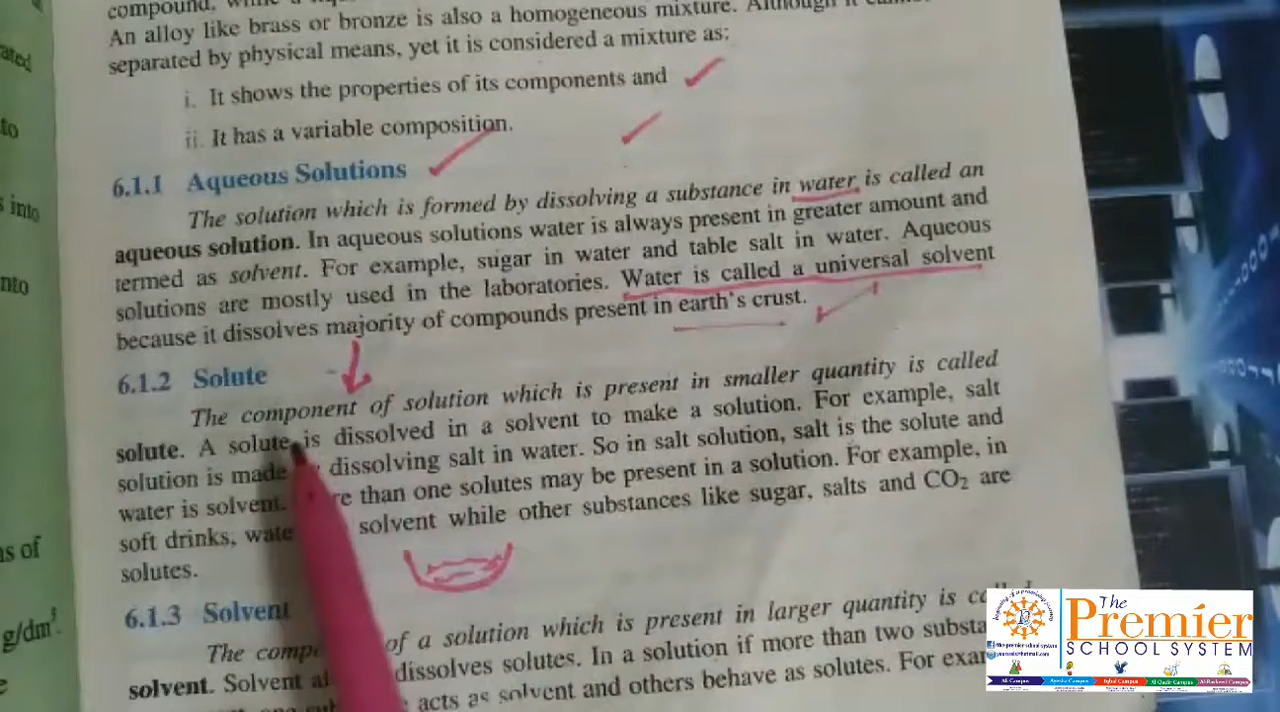 compound,
An alloy like brass or bronze is also a homogeneous mixture. Although it
separated by physical means, yet it is considered a mixture as:
i. It shows the properties of its components and
ii. It has a variable composition.
6.1.1 Aqueous Solutions
The solution which is formed by dissolving a substance in water is called an
aqueous solution. In aqueous solutions water is always present in greater amount and
termed as solvent. For example, sugar in water and table salt in water. Aqueous
solutions are mostly used in the laboratories. Water is called a universal solvent
because it dissolves majority of compounds present in earth's crust.
6.1.2 Solute
The component of solution which is present in smaller quantity is called
solute. A solute is dissolved in a solvent to make a solution. For example, salt
solution is made dissolving salt in water. So in salt solution, salt is the solute and
water is solvent. than one solutes may be present in a solution. For example, in
soft drinks, solvent while other substances like sugar, salts and CO₂ are
solutes.
6.1.3 Solvent
The of a solution which is present in larger quantity is
solvent. Solvent dissolves solutes. In a solution if more than two
acts as solvent and others behave as solutes. For
to
into
nto
s of
g/dm³.
The
Premier
SCHOOL SYSTEM